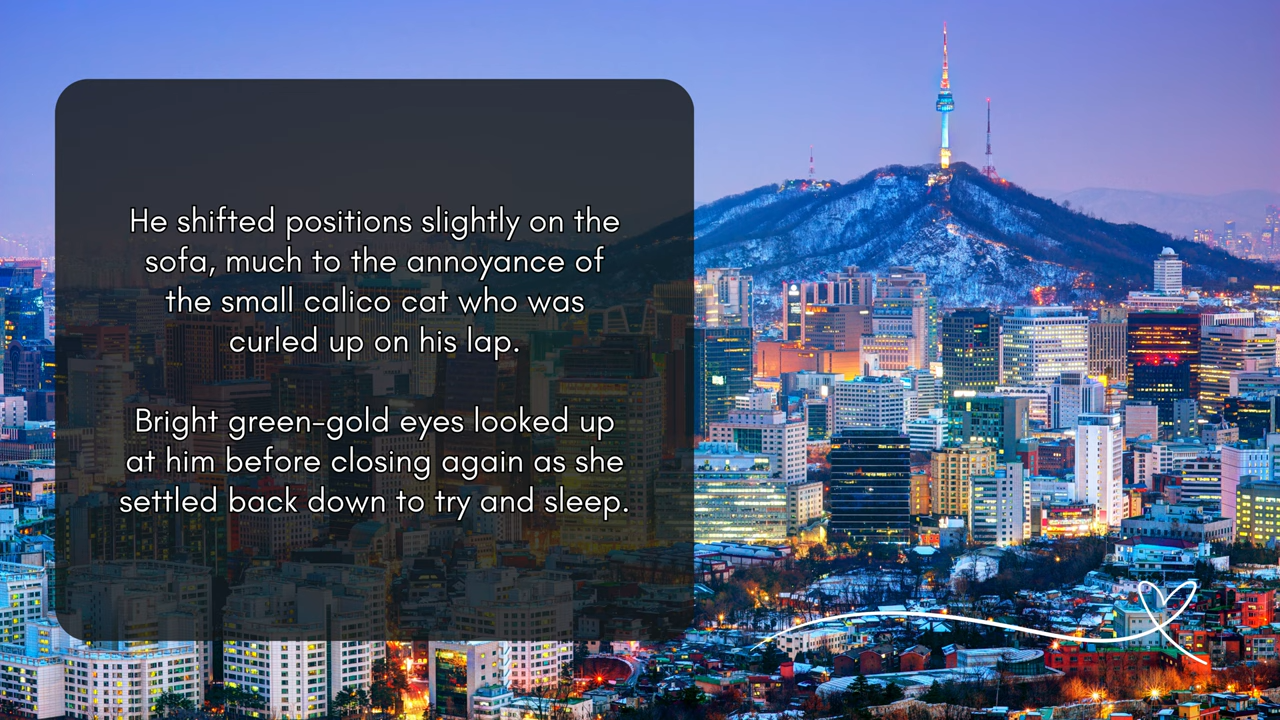 He shifted positions slightly on the
sofa, much to the annoyance of
the small calico cat who was
curled up on his lap.
Bright green-gold eyes looked up
at him before closing again as she
settled back down to try and sleep.